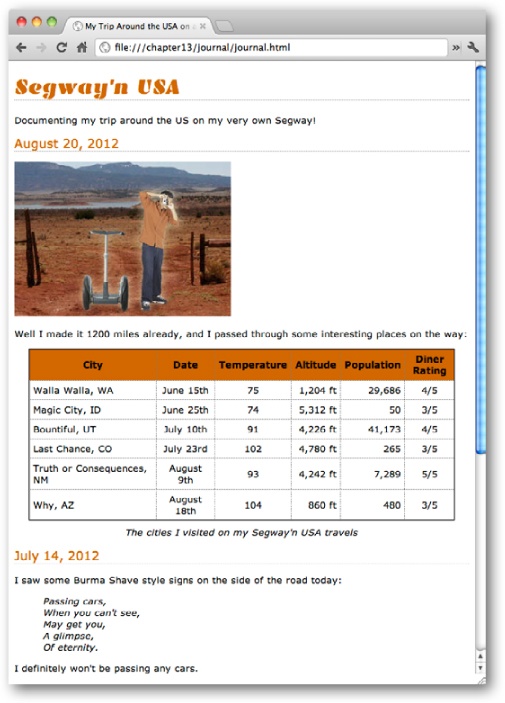 My Trip Around the USA on a
file:///chapter13/journal/journal.html
Segway'n USA
Documenting my trip around the US on my very own Segway!
August 20, 2012
Well I made it 1200 miles already, and I passed through some interesting places on the way:
City Date Temperature Altitude Population Diner Rating
Walla Walla, WA June 15th 75 1,204 ft 29,686 4/5
Magic City, ID June 25th 74 5,312 ft 50 3/5
Bountiful, UT July 10th 91 4,226 ft 41,173 4/5
Last Chance, CO July 23rd 102 4,780 ft 265 3/5
Truth or Consequences, NM August 9th 93 4,242 ft 7,289 5/5
Why, AZ August 18th 104 860 ft 480 3/5
The cities I visited on my Segway'n USA travels
July 14, 2012
I saw some Burma Shave style signs on the side of the road today:
Passing cars,
When you can't see,
May get you,
A glimpse,
Of eternity.
I definitely won't be passing any cars.